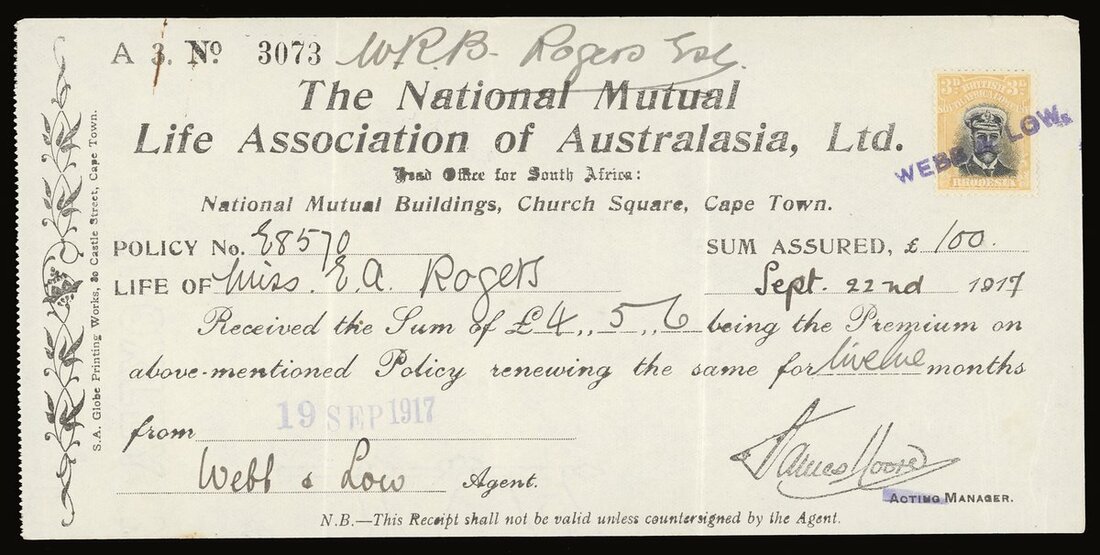 A 3. No 3073 W.R.B. Rogers Esq.
The National Mutual
Life Association of Australasia, Ltd.
Head Office for South Africa:
National Mutual Buildings, Church Square, Cape Town.
3D BRITISH 3D
SOUTH AFRICA COMPANY
RHODESIA
WEBB & LOW.
POLICY No. E8570 SUM ASSURED, £ 100.
LIFE OF Miss. E.A. Rogers Sept. 22nd 1917
Received the Sum of £4,, 5,, 6 being the Premium on
above-mentioned Policy renewing the same for twelve months
from 19 SEP 1917
James Moore
Webb & Low Agent.
ACTING MANAGER.
N.B.—This Receipt shall not be valid unless countersigned by the Agent.
S.A. Globe Printing Works, 30 Castle Street, Cape Town.